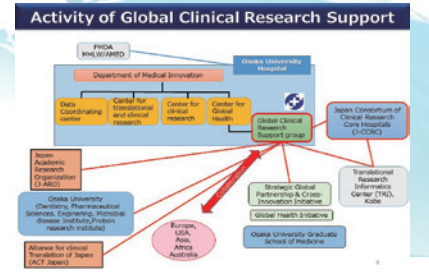 Activity of Global Clinical Research Support
PMDA
MHLW/AMED
Osaka University
Hospital
Department of Medical Innovation
Data
Coordinating
center
Center for
translational
and clinical
research
Center for
clinical
research
Center for
Global
Health
Global Clinical
Research
Support group
Japan Consortium of
Clinical Research
Core Hospitals
(J-CCRC)
Japan
Academic
Research
Organization
(J-ARO)
Osaka University
(Dentistry, Pharmaceutical
Sciences, Engineering, Microbial
disease Institute,Protein
research institute)
Alliance for clinical
Translation of Japan
(ACT Japan)
Europe,
USA,
Asia,
Africa
Australia
Strategic Global
Partnership & Cross-
Innovation Initiative
Global Health Initiative
Osaka University Graduate
School of Medicine
Translational
Research
Informatics
Center (TRI),
Kobe